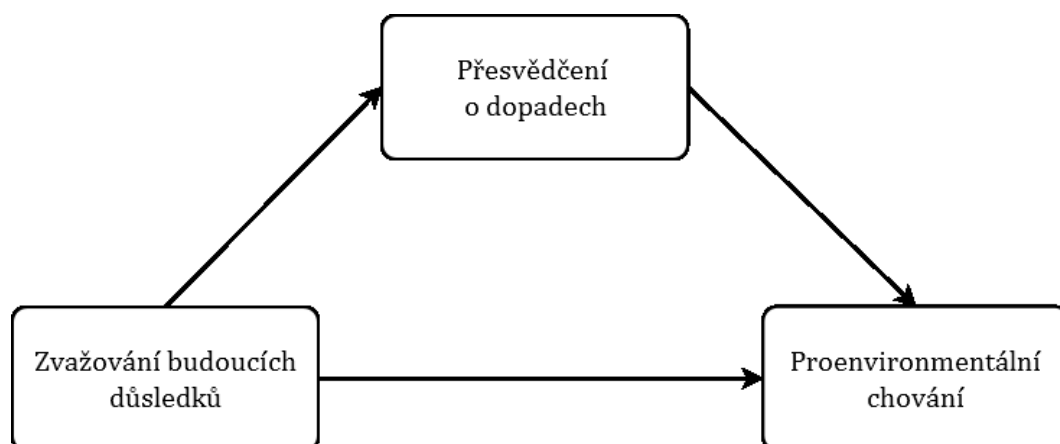 Přesvědčení
o dopadech
Zvažování budoucích
důsledků
Proenvironmentální
chování